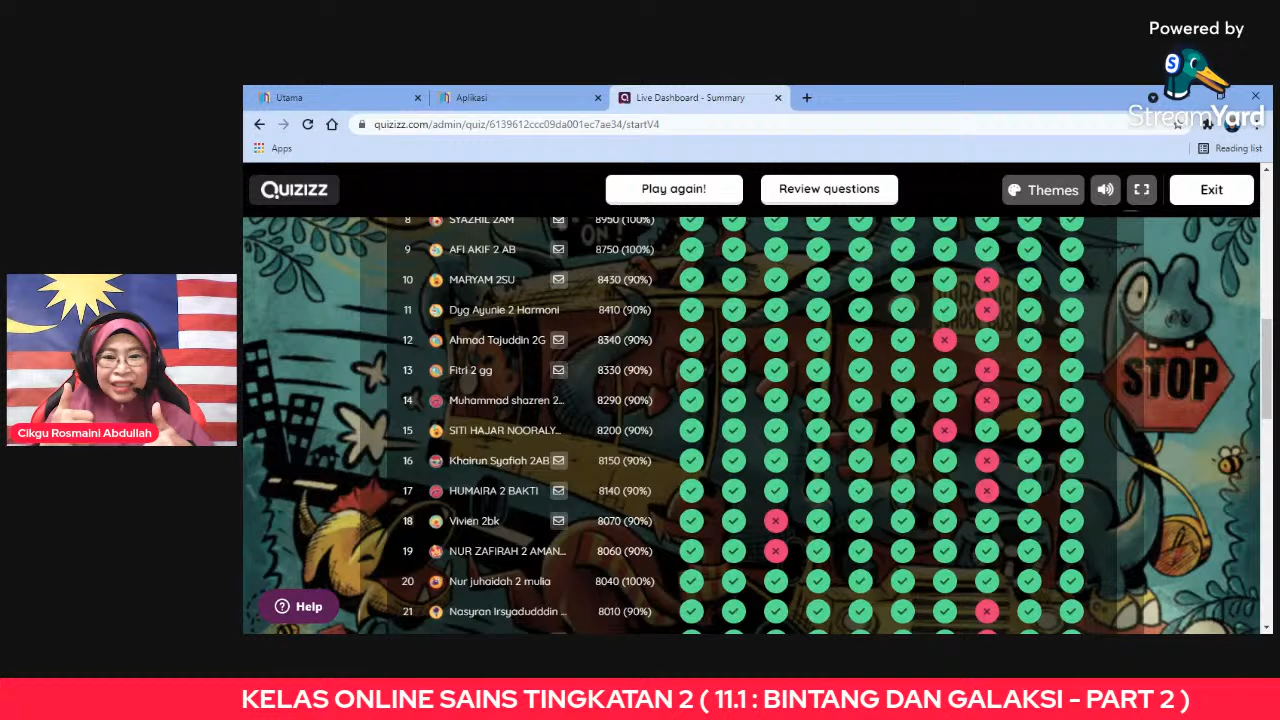 Powered by
StreamYard
Utama
Aplikasi
Live Dashboard - Summary
quizizz.com/admin/quiz/6139612ccc09da001ec7ae34/startV4
Apps
Reading list
QUIZIZZ
Play again!
Review questions
Themes
Exit
8 SYAZRIL 2AM 8950 (100%)
9 AFI AKIF 2 AB 8750 (100%)
10 MARYAM 2SU 8430 (90%)
11 Dyg Ayunie 2 Harmoni 8410 (90%)
12 Ahmad Tajuddin 2G 8340 (90%)
13 Fitri 2 gg 8330 (90%)
14 Muhammad shazren 2... 8290 (90%)
15 SITI HAJAR NOORALY... 8200 (90%)
16 Khairun Syafiah 2AB 8150 (90%)
17 HUMAIRA 2 BAKTI 8140 (90%)
18 Vivien 2bk 8070 (90%)
19 NUR ZAFIRAH 2 AMAN... 8060 (90%)
20 Nur juhaidah 2 mulia 8040 (100%)
21 Nasyran Irsyadudddin ... 8010 (90%)
STOP
Help
Cikgu Rosmaini Abdullah
KELAS ONLINE SAINS TINGKATAN 2 ( 11.1 : BINTANG DAN GALAKSI - PART 2 )